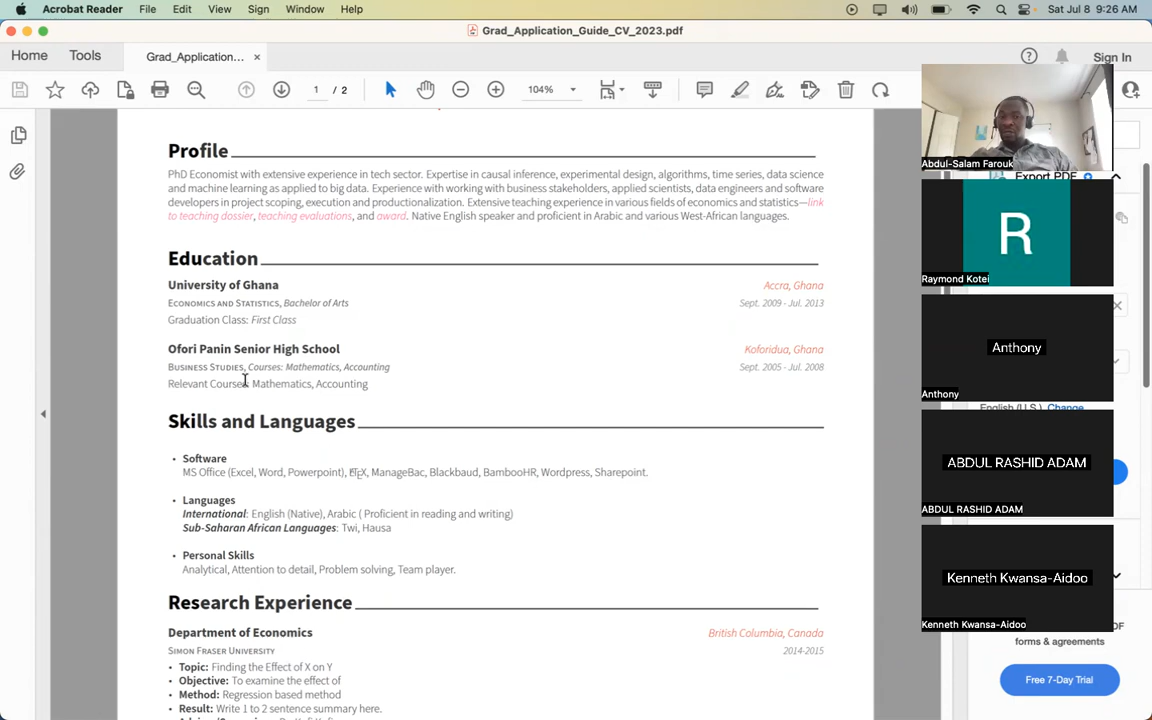 Acrobat Reader File Edit View Sign Window Help
Sat Jul 8 9:26 AM
Grad_Application_Guide_CV_2023.pdf
Home Tools Grad_Application... × Sign In
1 / 2 104%
Profile
PhD Economist with extensive experience in tech sector. Expertise in causal inference, experimental design, algorithms, time series, data science
and machine learning as applied to big data. Experience with working with business stakeholders, applied scientists, data engineers and software
developers in project scoping, execution and productionalization. Extensive teaching experience in various fields of economics and statistics—link
to teaching dossier, teaching evaluations, and award. Native English speaker and proficient in Arabic and various West-African languages.
Education
University of Ghana Accra, Ghana
Economics and Statistics, Bachelor of Arts Sept. 2009 - Jul. 2013
Graduation Class: First Class
Ofori Panin Senior High School Koforidua, Ghana
Business Studies, Courses: Mathematics, Accounting Sept. 2005 - Jul. 2008
Relevant Courses: Mathematics, Accounting
Skills and Languages
• Software
MS Office (Excel, Word, Powerpoint), LATEX, ManageBac, Blackbaud, BambooHR, Wordpress, Sharepoint.
• Languages
International: English (Native), Arabic ( Proficient in reading and writing)
Sub-Saharan African Languages: Twi, Hausa
• Personal Skills
Analytical, Attention to detail, Problem solving, Team player.
Research Experience
Department of Economics British Columbia, Canada
Simon Fraser University 2014-2015
• Topic: Finding the Effect of X on Y
• Objective: To examine the effect of
• Method: Regression based method
• Result: Write 1 to 2 sentence summary here.
Abdul-Salam Farouk
Export PDF
R
Raymond Kotei
Anthony
Anthony
English (U.S.) Change
ABDUL RASHID ADAM
ABDUL RASHID ADAM
Kenneth Kwansa-Aidoo
Kenneth Kwansa-Aidoo
forms & agreements
Free 7-Day Trial